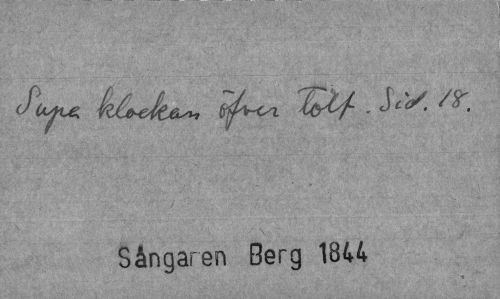 Supa klockan öfver tolf. Sid. 18.
Sångaren Berg 1844